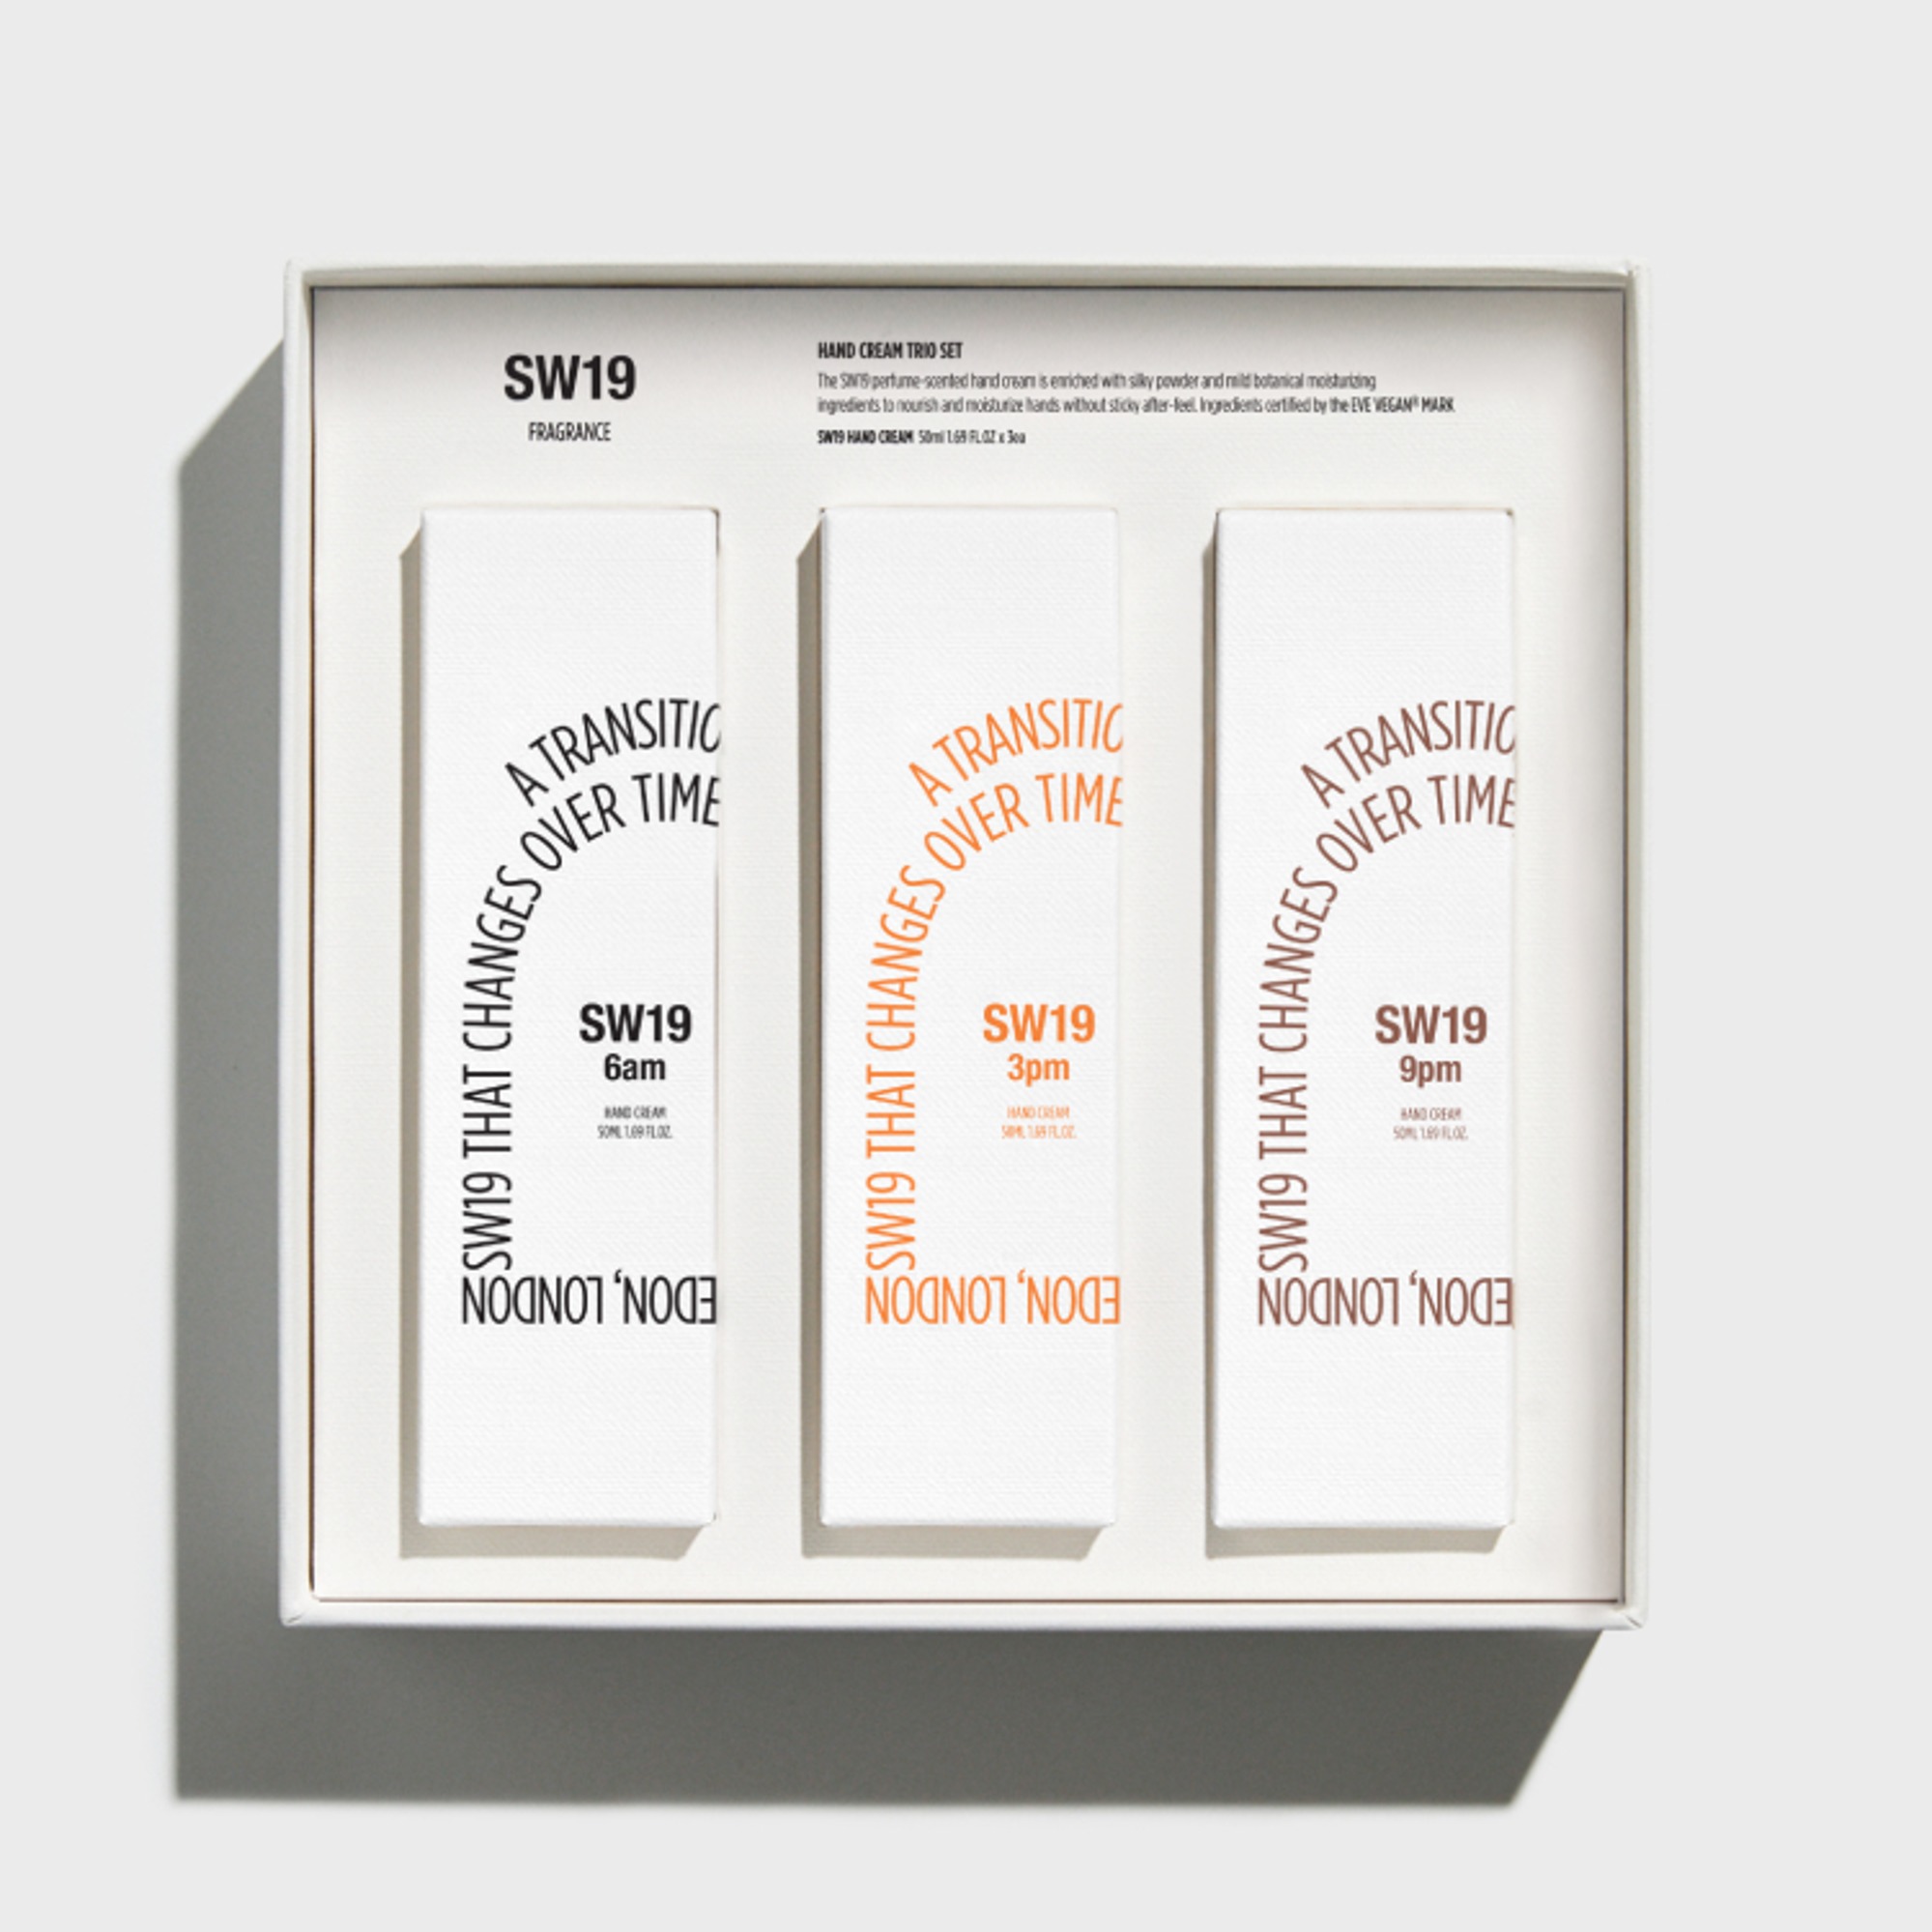 SW19
FRAGRANCE
HAND CREAM TRIO SET
The SW19 perfume-scented hand cream is enriched with silky powder and mild botanical moisturizing
ingredients to nourish and moisturize hands without sticky after-feel. Ingredients certified by the EVE VEGAN® MARK
SW19 HAND CREAM 50ml 1.69 FL.OZ x 3ea
A TRANSITIO
OVER TIME
SW19 THAT CHANGES
EDON, LONDON
SW19
6am
HAND CREAM
50ML 1.69 FL.OZ.
A TRANSITIO
OVER TIME
SW19 THAT CHANGES
EDON, LONDON
SW19
3pm
HAND CREAM
50ML 1.69 FL.OZ.
A TRANSITIO
OVER TIME
SW19 THAT CHANGES
EDON, LONDON
SW19
9pm
HAND CREAM
50ML 1.69 FL.OZ.